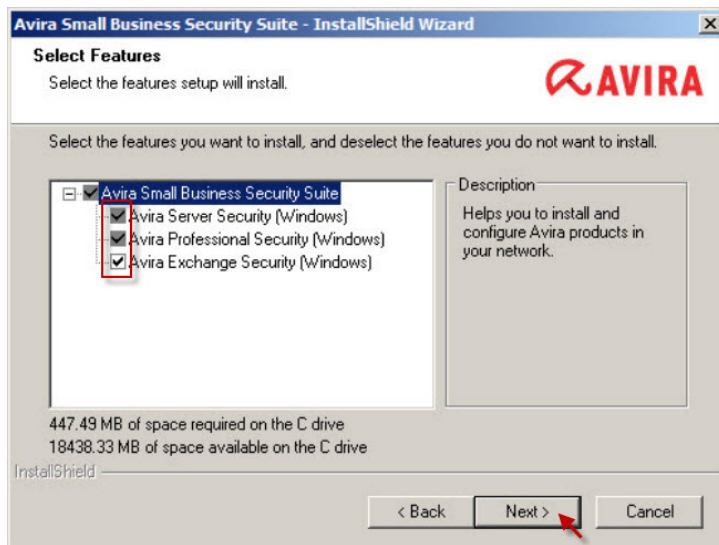 Avira Small Business Security Suite - InstallShield Wizard
Select Features
Select the features setup will install.
AVIRA
Select the features you want to install, and deselect the features you do not want to install.
Avira Small Business Security Suite
Avira Server Security (Windows)
Avira Professional Security (Windows)
Avira Exchange Security (Windows)
Description
Helps you to install and
configure Avira products in
your network.
447.49 MB of space required on the C drive
18438.33 MB of space available on the C drive
InstallShield
< Back
Next >
Cancel